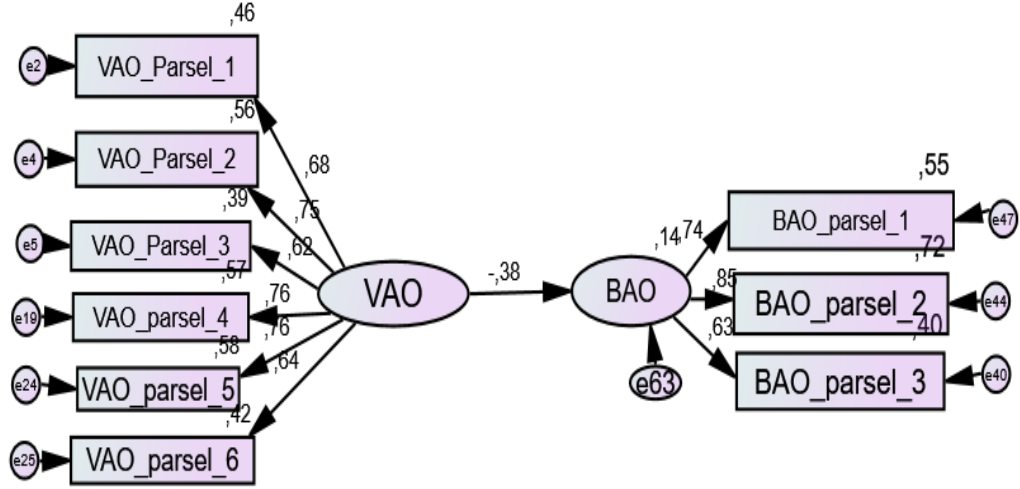 ,46
e2
VAO_Parsel_1
,56
e4
VAO_Parsel_2
,68
,39
,75
e5
VAO_Parsel_3
,62
,57
e19
VAO_parsel_4
,76
,76
,58
e24
VAO_parsel_5
,64
,42
e25
VAO_parsel_6
VAO
-,38
BAO
,14
e63
,74
,55
BAO_parsel_1
e47
,85
,72
BAO_parsel_2
e44
,63
,40
BAO_parsel_3
e40